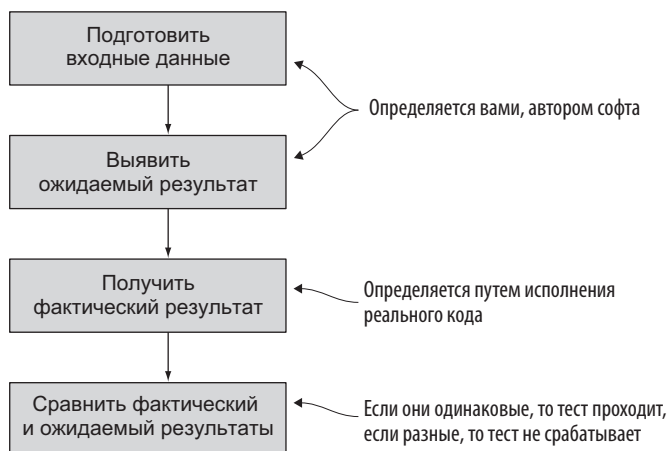 Подготовить
входные данные
Определяется вами, автором софта
Выявить
ожидаемый результат
Получить
фактический результат
Определяется путем исполнения
реального кода
Сравнить фактический
и ожидаемый результаты
Если они одинаковые, то тест проходит,
если разные, то тест не срабатывает